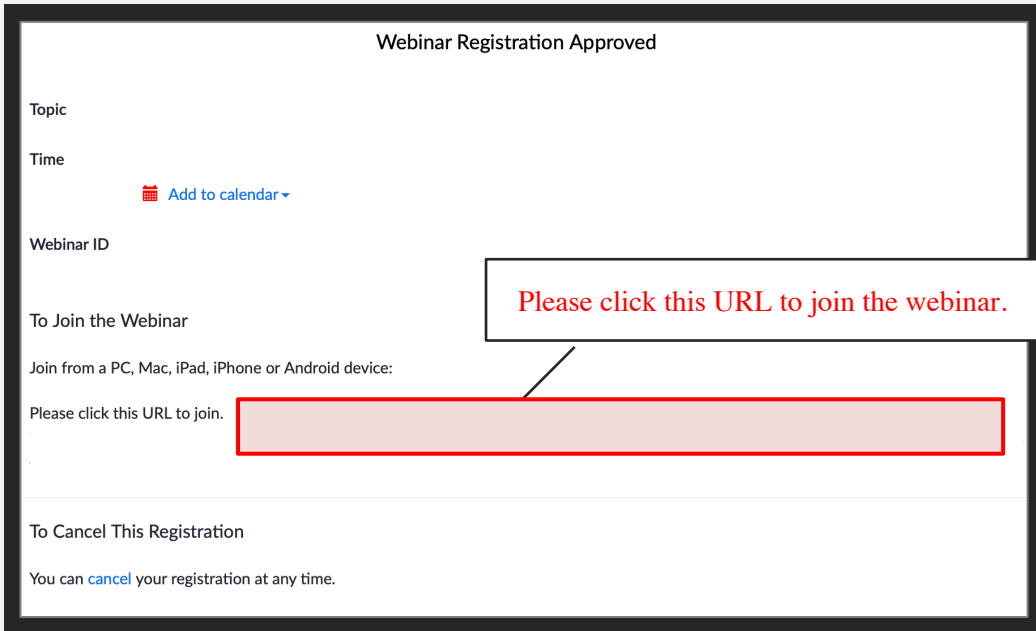 Webinar Registration Approved
Topic
Time
Add to calendar
Webinar ID
Please click this URL to join the webinar.
To Join the Webinar
Join from a PC, Mac, iPad, iPhone or Android device:
Please click this URL to join.
To Cancel This Registration
You can cancel your registration at any time.